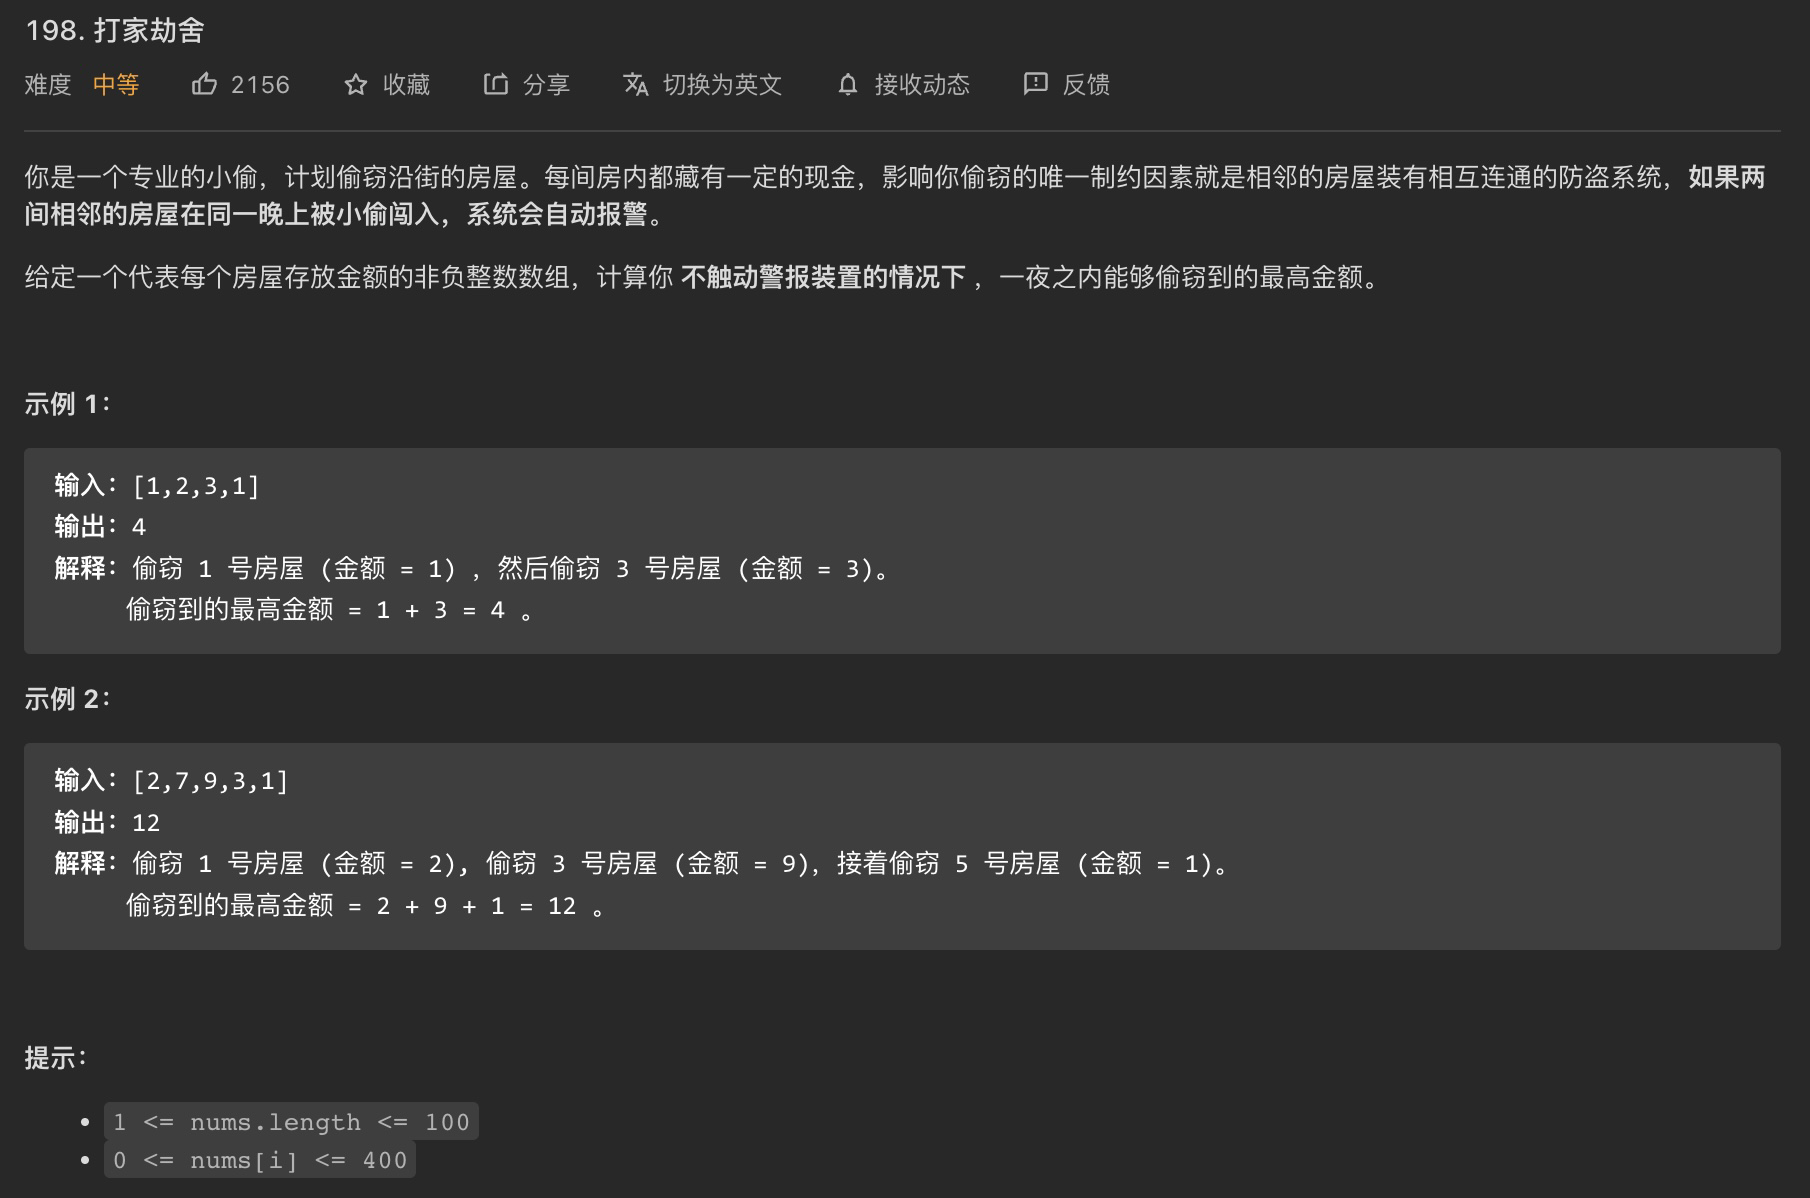 198. 打家劫舍
难度 中等 2156 收藏 分享 切换为英文 接收动态 反馈
你是一个专业的小偷，计划偷窃沿街的房屋。每间房内都藏有一定的现金，影响你偷窃的唯一制约因素就是相邻的房屋装有相互连通的防盗系统，如果两
间相邻的房屋在同一晚上被小偷闯入，系统会自动报警。
给定一个代表每个房屋存放金额的非负整数数组，计算你 不触动警报装置的情况下 ，一夜之内能够偷窃到的最高金额。
示例 1：
输入：[1,2,3,1]
输出：4
解释：偷窃 1 号房屋 (金额 = 1) ，然后偷窃 3 号房屋 (金额 = 3)。
偷窃到的最高金额 = 1 + 3 = 4 。
示例 2：
输入：[2,7,9,3,1]
输出：12
解释：偷窃 1 号房屋 (金额 = 2), 偷窃 3 号房屋 (金额 = 9)，接着偷窃 5 号房屋 (金额 = 1)。
偷窃到的最高金额 = 2 + 9 + 1 = 12 。
提示：
• 1 <= nums.length <= 100
• 0 <= nums[i] <= 400